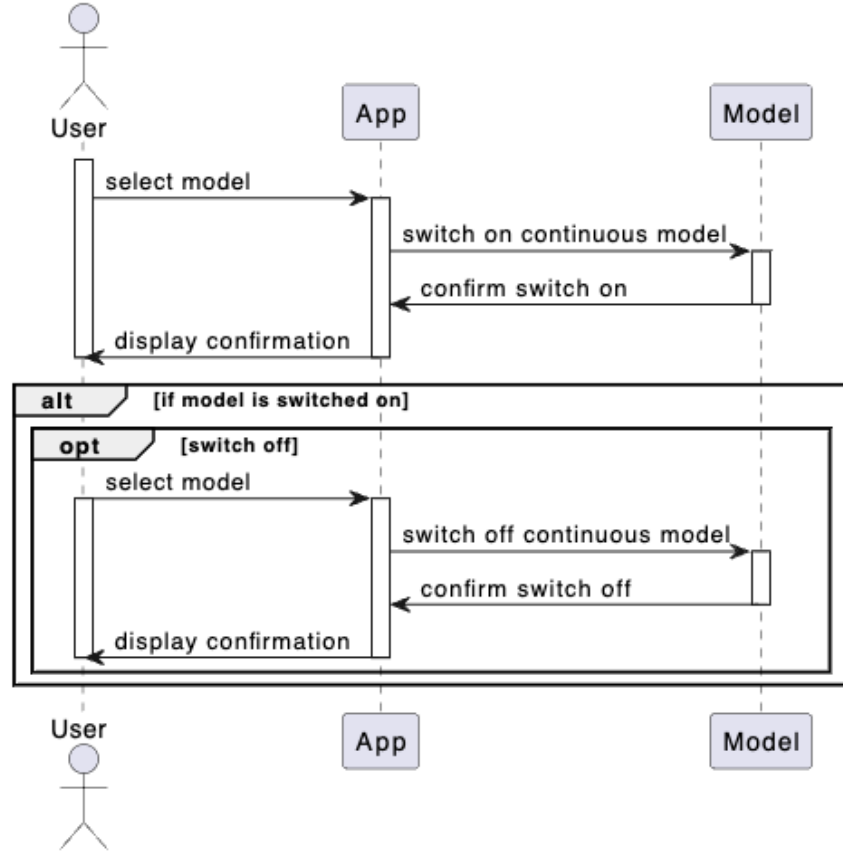 User
App
Model
select model
switch on continuous model
confirm switch on
display confirmation
alt [if model is switched on]
opt [switch off]
select model
switch off continuous model
confirm switch off
display confirmation
User
App
Model